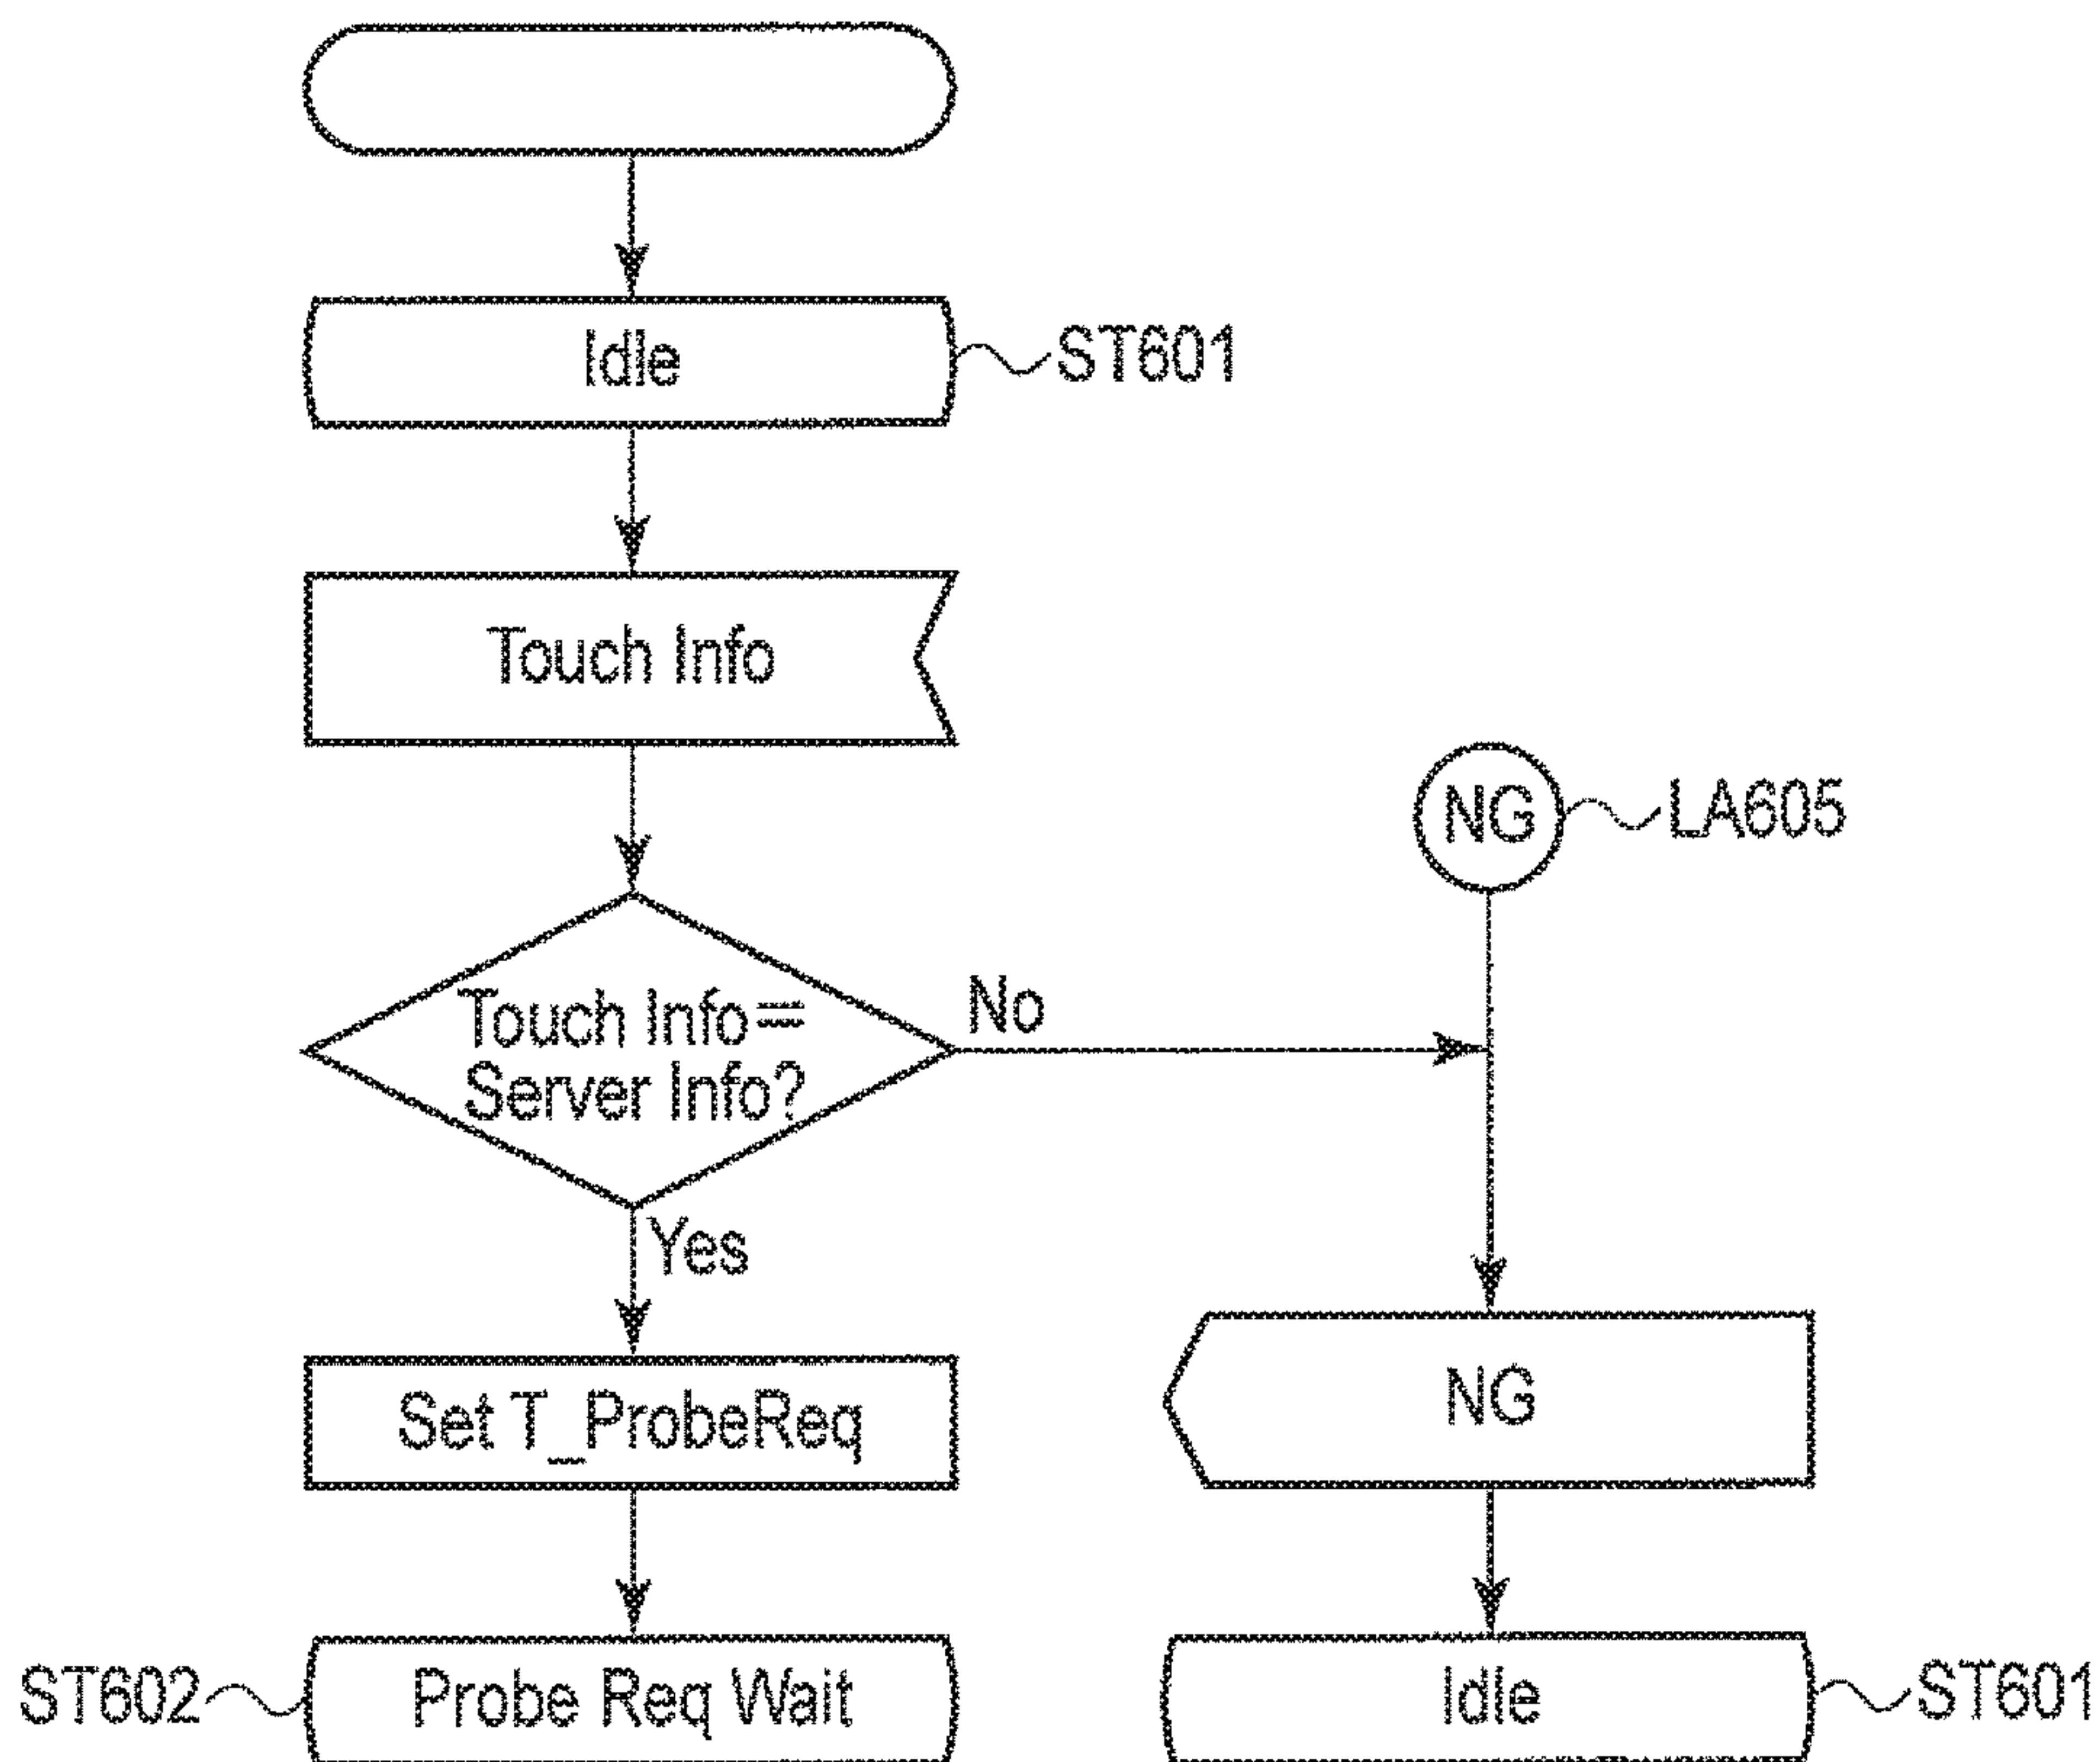 Idle
ST601
Touch Info
NG
LA605
Touch Info=
Server Info?
No
Yes
Set T_ProbeReq
NG
ST602
Probe Req Wait
Idle
ST601